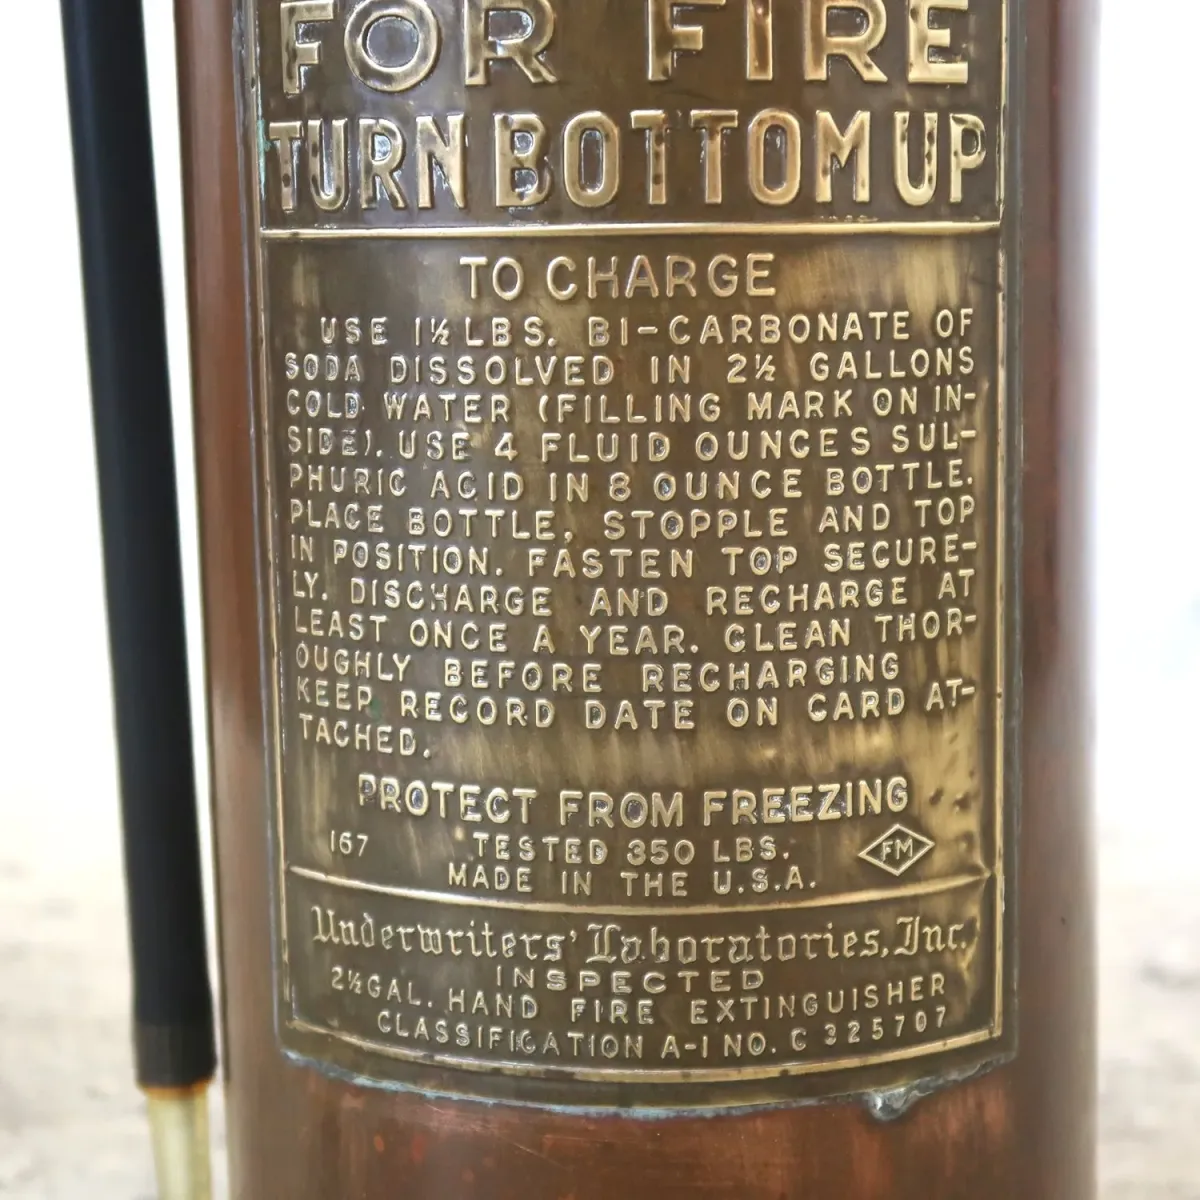 FOR FIRE
TURN BOTTOM UP
TO CHARGE
USE 1½ LBS. BI-CARBONATE OF
SODA DISSOLVED IN 2½ GALLONS
COLD WATER (FILLING MARK ON IN-
SIDE). USE 4 FLUID OUNCES SUL-
PHURIC ACID IN 8 OUNCE BOTTLE.
PLACE BOTTLE, STOPPLE AND TOP
IN POSITION. FASTEN TOP SECURE-
LY. DISCHARGE AND RECHARGE AT
LEAST ONCE A YEAR. CLEAN THOR-
OUGHLY BEFORE RECHARGING
KEEP RECORD DATE ON CARD AT-
TACHED.
PROTECT FROM FREEZING
167 TESTED 350 LBS. FM
MADE IN THE U.S.A.
Underwriters' Laboratories, Inc.
INSPECTED
2½ GAL. HAND FIRE EXTINGUISHER
CLASSIFICATION A-1 NO. C 325707